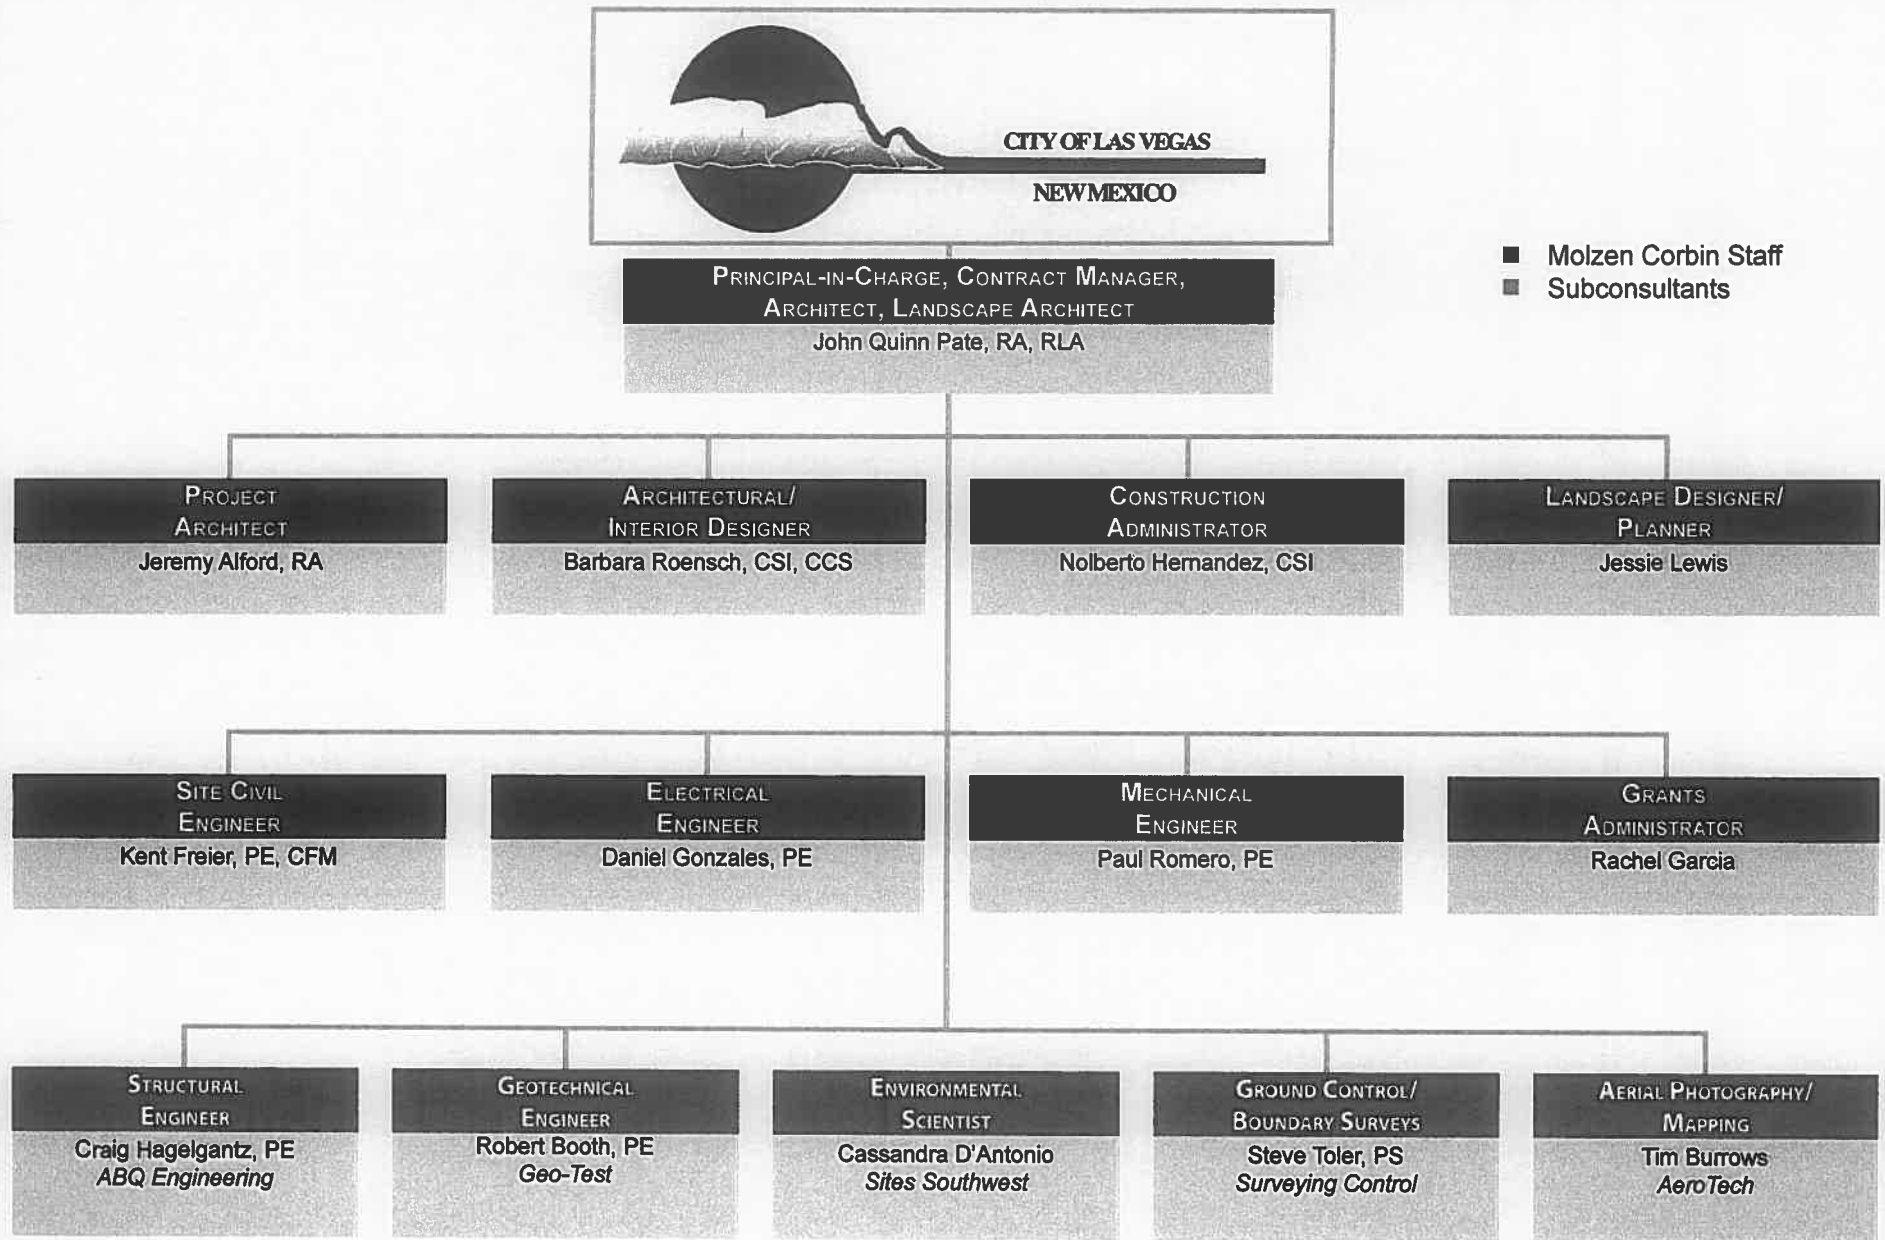 CITY OF LAS VEGAS
NEW MEXICO
Molzen Corbin Staff
Subconsultants
PRINCIPAL-IN-CHARGE, CONTRACT MANAGER,
ARCHITECT, LANDSCAPE ARCHITECT
John Quinn Pate, RA, RLA
PROJECT
ARCHITECT
Jeremy Alford, RA
ARCHITECTURAL/
INTERIOR DESIGNER
Barbara Roensch, CSI, CCS
CONSTRUCTION
ADMINISTRATOR
Nolberto Hernandez, CSI
LANDSCAPE DESIGNER/
PLANNER
Jessie Lewis
SITE CIVIL
ENGINEER
Kent Freier, PE, CFM
ELECTRICAL
ENGINEER
Daniel Gonzales, PE
MECHANICAL
ENGINEER
Paul Romero, PE
GRANTS
ADMINISTRATOR
Rachel Garcia
STRUCTURAL
ENGINEER
Craig Hagelgantz, PE
ABQ Engineering
GEOTECHNICAL
ENGINEER
Robert Booth, PE
Geo-Test
ENVIRONMENTAL
SCIENTIST
Cassandra D'Antonio
Sites Southwest
GROUND CONTROL/
BOUNDARY SURVEYS
Steve Toler, PS
Surveying Control
AERIAL PHOTOGRAPHY/
MAPPING
Tim Burrows
AeroTech